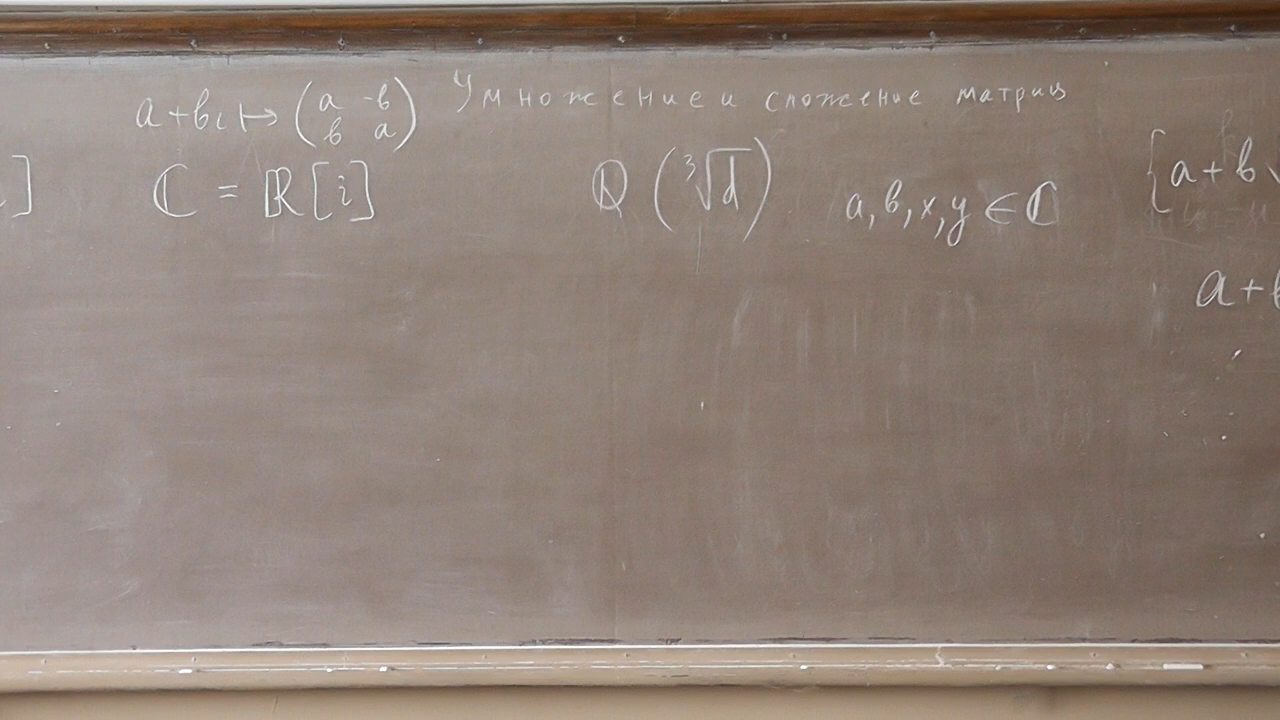 a+bi ↦ (a -b
b a) Умножение и сложение матриц
] ℂ = ℝ[i] ℚ(∛d) a, b, x, y ∈ ℂ {a+b√
a+b